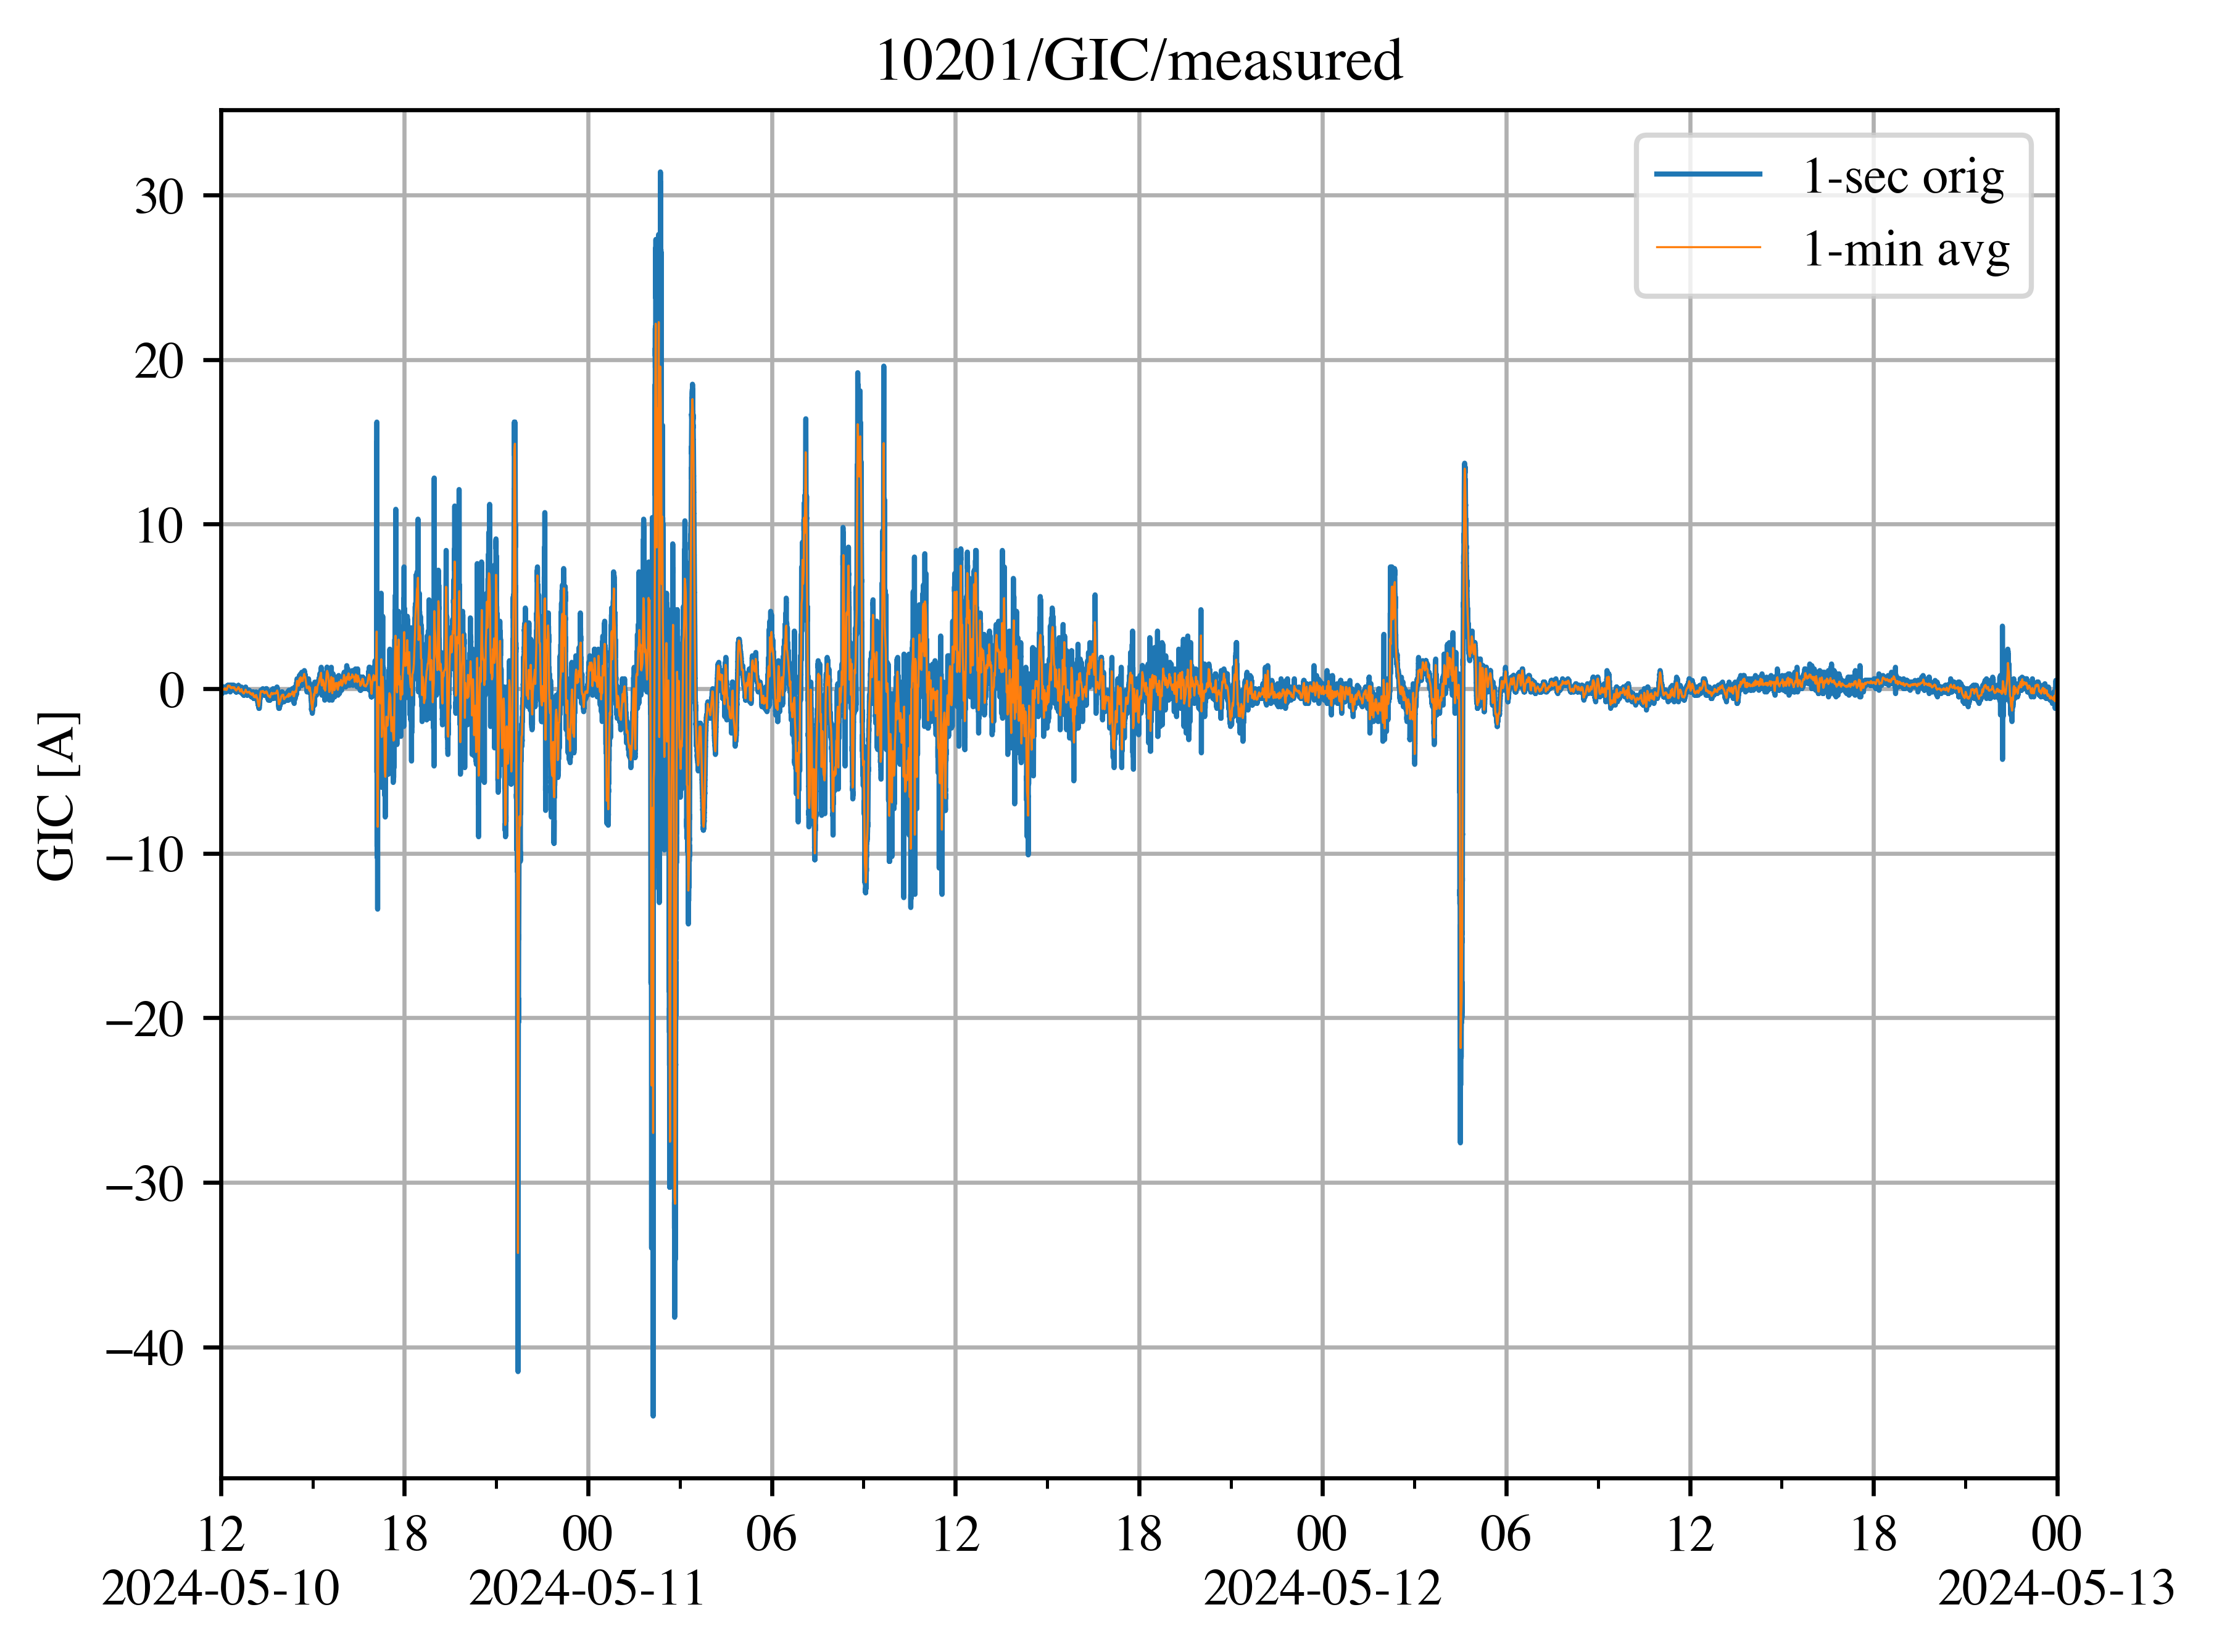 10201/GIC/measured
1-sec orig
1-min avg
30
20
10
0
−10
−20
−30
−40
GIC [A]
12 18 00 06 12 18 00 06 12 18 00
2024-05-10 2024-05-11 2024-05-12 2024-05-13